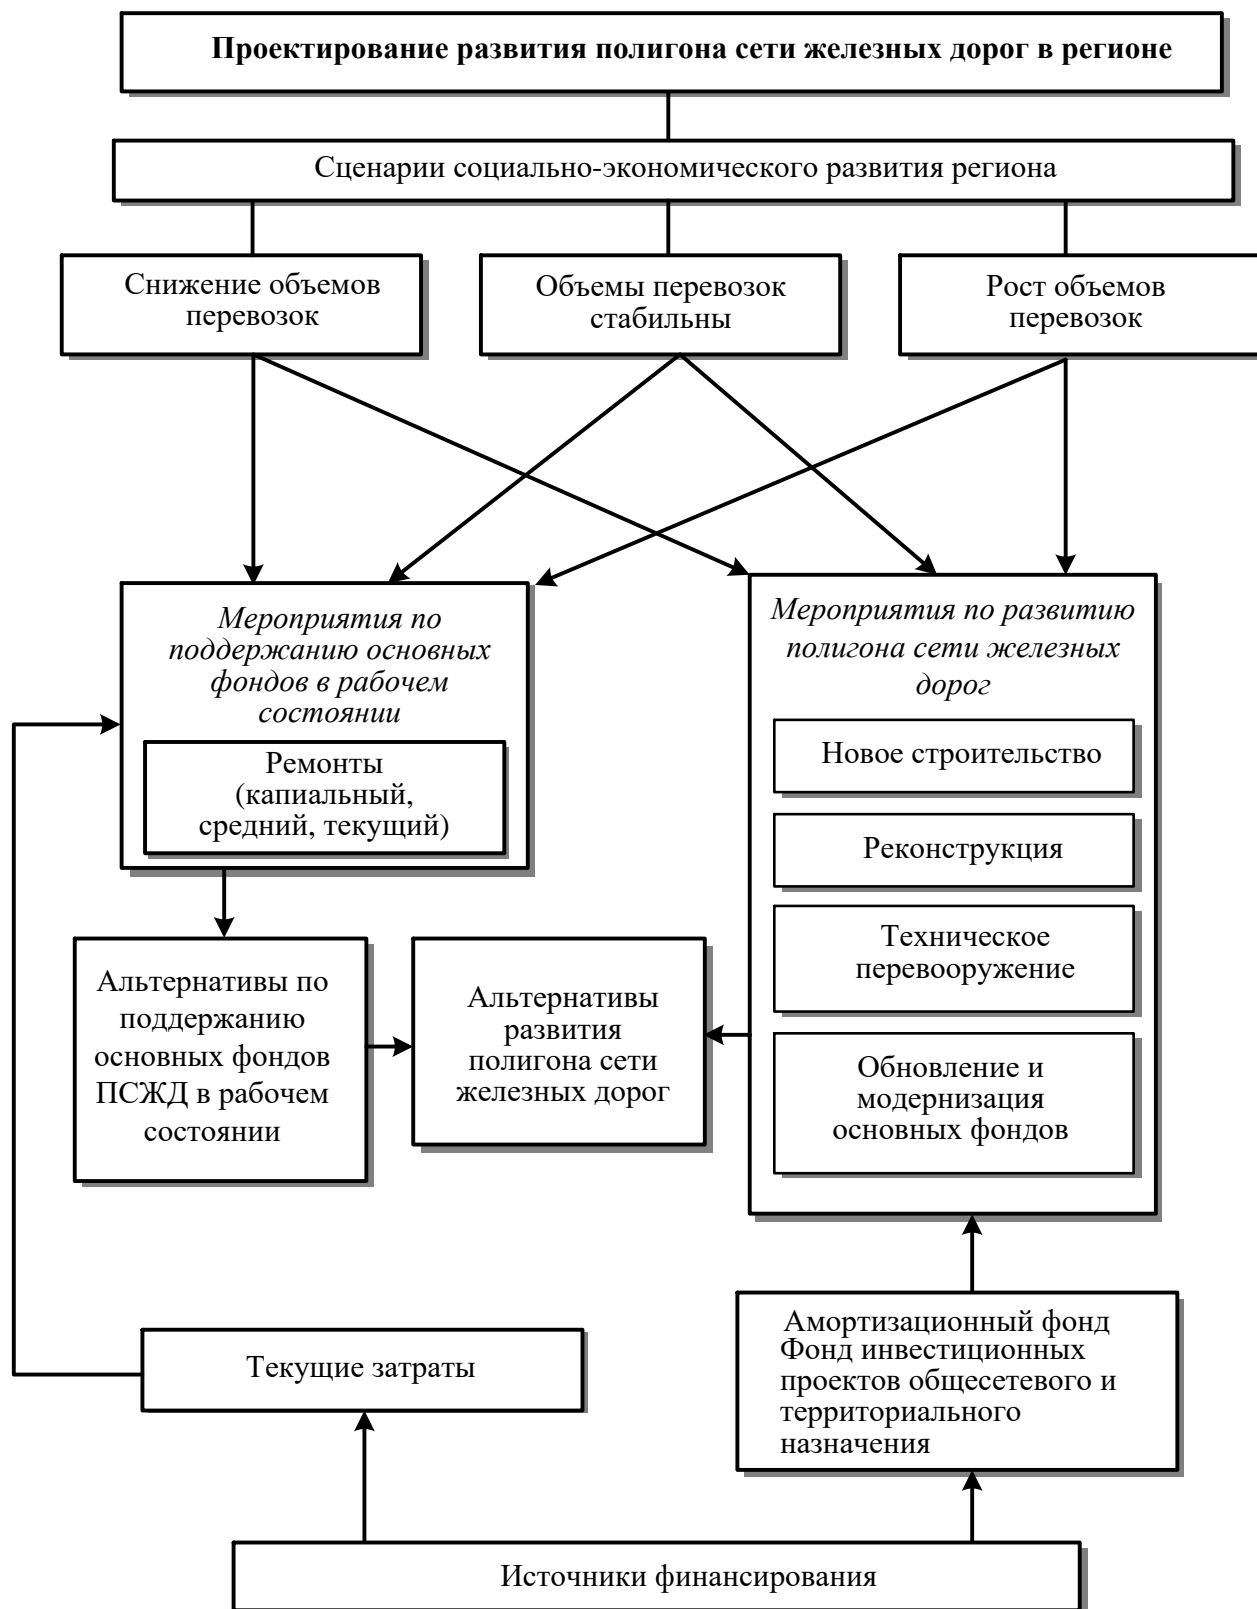 Проектирование развития полигона сети железных дорог в регионе
Сценарии социально-экономического развития региона
Снижение объемов
перевозок
Объемы перевозок
стабильны
Рост объемов
перевозок
Мероприятия по
поддержанию основных
фондов в рабочем
состоянии
Ремонты
(капиальный,
средний, текущий)
Мероприятия по развитию
полигона сети железных
дорог
Новое строительство
Реконструкция
Техническое
перевооружение
Обновление и
модернизация
основных фондов
Альтернативы по
поддержанию
основных фондов
ПСЖД в рабочем
состоянии
Альтернативы
развития
полигона сети
железных дорог
Текущие затраты
Амортизационный фонд
Фонд инвестиционных
проектов общесетевого и
территориального
назначения
Источники финансирования